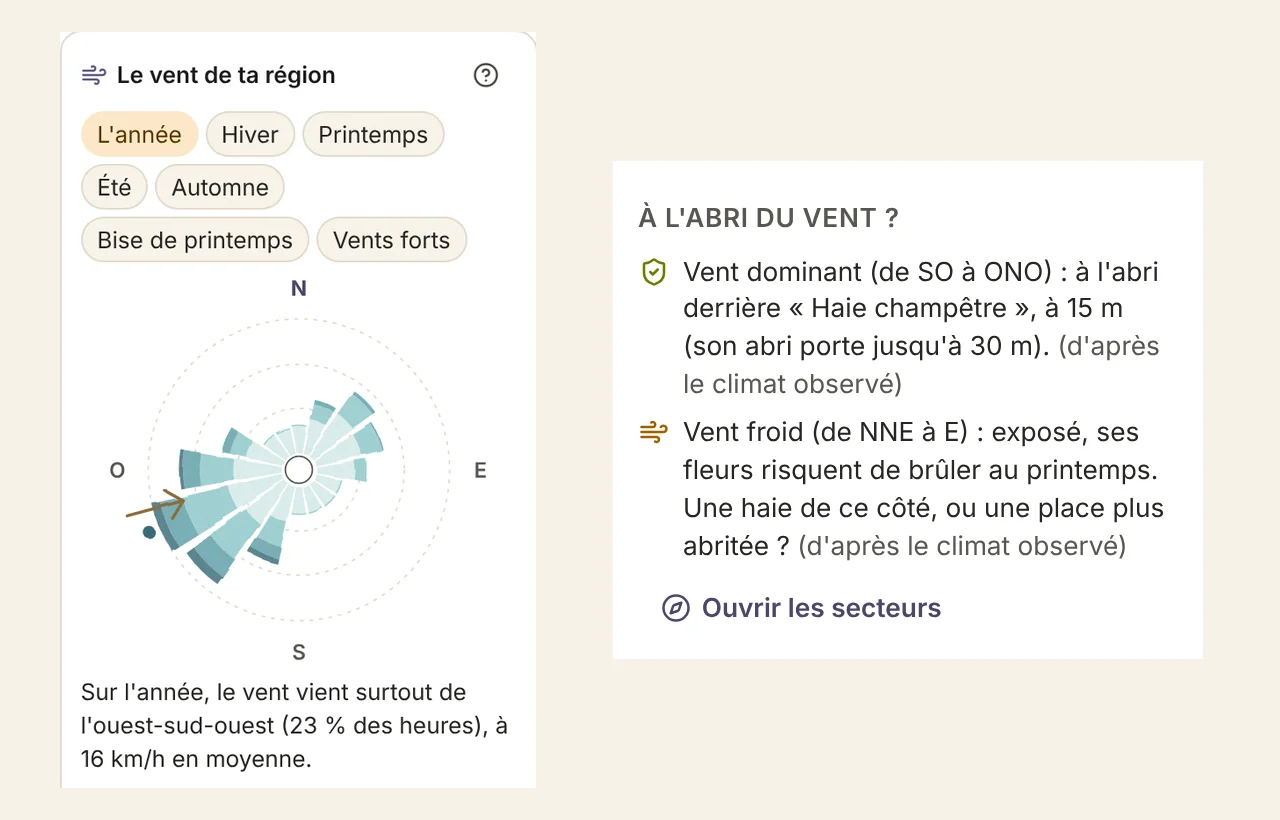 Le vent de ta région
L'année
Hiver
Printemps
Été
Automne
Bise de printemps
Vents forts
N
O
E
S
Sur l'année, le vent vient surtout de
l'ouest-sud-ouest (23 % des heures), à
16 km/h en moyenne.
À L'ABRI DU VENT ?
Vent dominant (de SO à ONO) : à l'abri
derrière « Haie champêtre », à 15 m
(son abri porte jusqu'à 30 m). (d'après
le climat observé)
Vent froid (de NNE à E) : exposé, ses
fleurs risquent de brûler au printemps.
Une haie de ce côté, ou une place plus
abritée ? (d'après le climat observé)
Ouvrir les secteurs